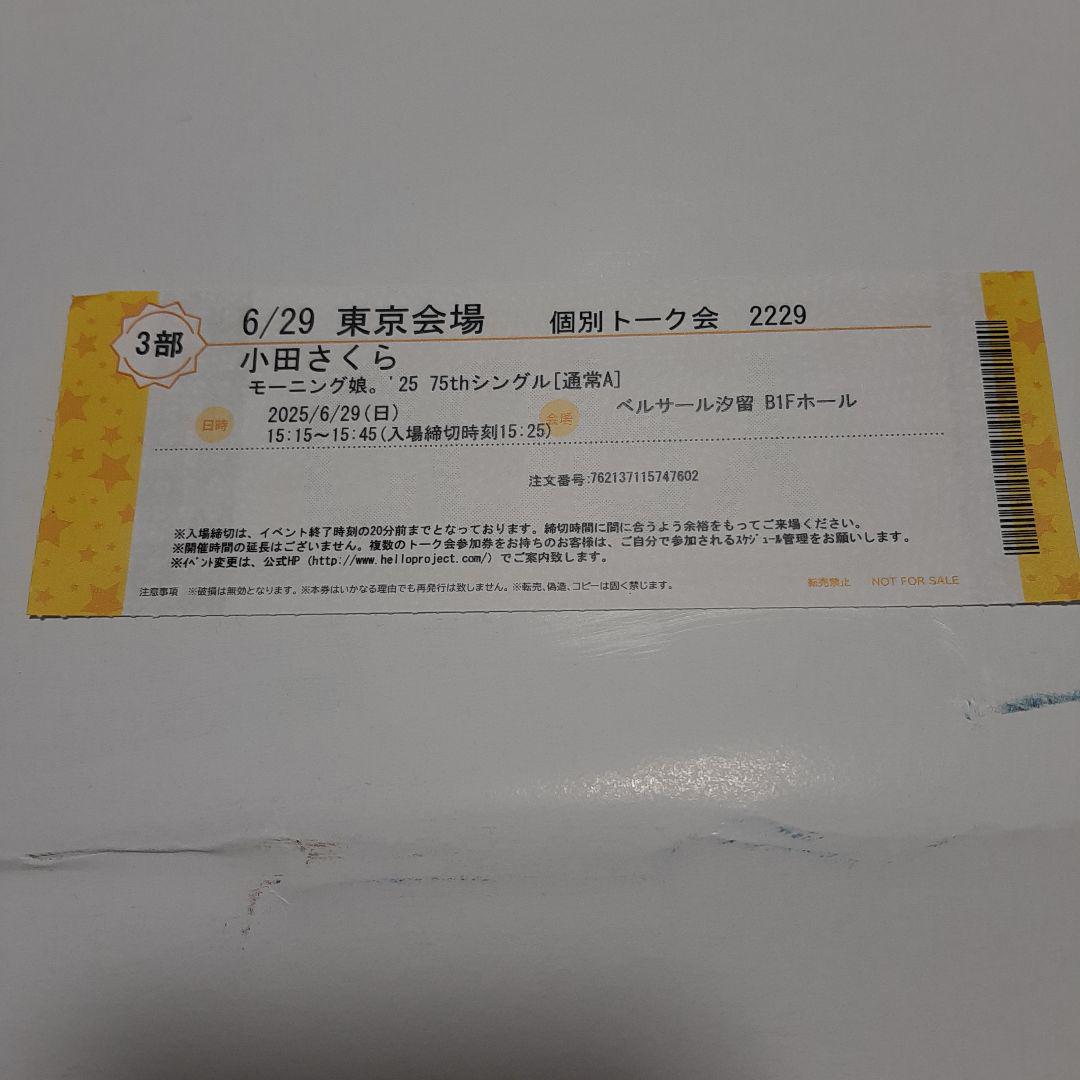 3部
6/29 東京会場 個別トーク会 2229
小田さくら
モーニング娘。'25 75thシングル[通常A]
日時 2025/6/29(日) 会場 ベルサール汐留 B1Fホール
15:15～15:45(入場締切時刻15:25)
注文番号:762137115747602
※入場締切は、イベント終了時刻の20分前までとなっております。締切時間に間に合うよう余裕をもってご来場ください。
※開催時間の延長はございません。複数のトーク会参加券をお持ちのお客様は、ご自分で参加されるｽｹｼﾞｭｰﾙ管理をお願いします。
※ｲﾍﾞﾝﾄ変更は、公式HP (http://www.helloproject.com/) でご案内致します。
注意事項 ※破損は無効となります。※本券はいかなる理由でも再発行は致しません。※転売、偽造、コピーは固く禁じます。
転売禁止 NOT FOR SALE